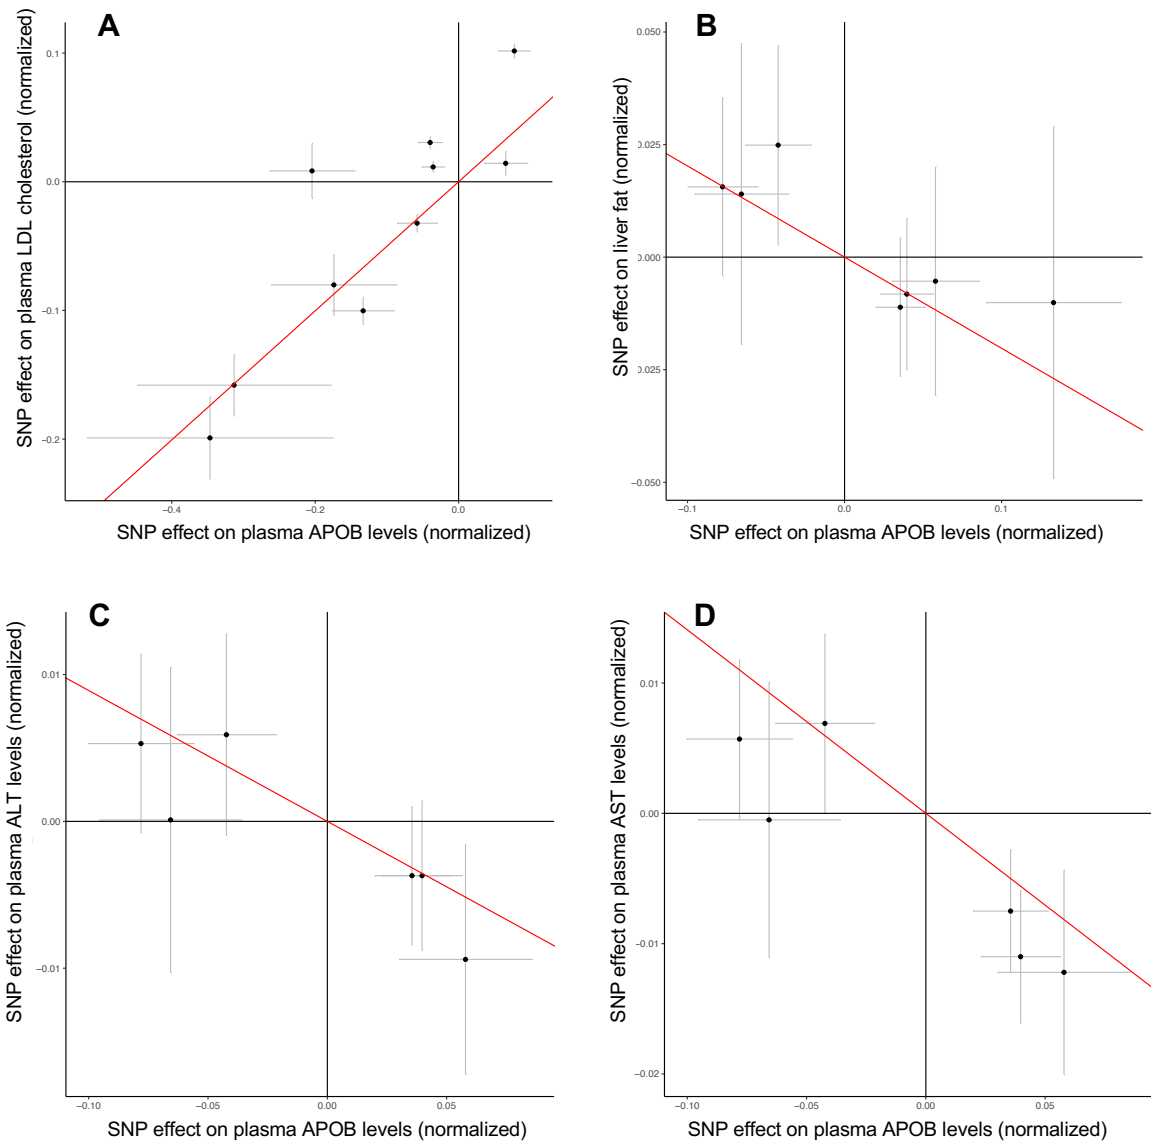 A
SNP effect on plasma LDL cholesterol (normalized)
0.1
0.0
−0.1
−0.2
−0.4
−0.2
0.0
SNP effect on plasma APOB levels (normalized)
B
SNP effect on liver fat (normalized)
0.050
0.025
0.000
0.025
−0.050
−0.1
0.0
0.1
SNP effect on plasma APOB levels (normalized)
C
SNP effect on plasma ALT levels (normalized)
0.01
0.00
−0.01
−0.10
−0.05
0.00
0.05
SNP effect on plasma APOB levels (normalized)
D
SNP effect on plasma AST levels (normalized)
0.01
0.00
−0.01
−0.02
−0.10
−0.05
0.00
0.05
SNP effect on plasma APOB levels (normalized)